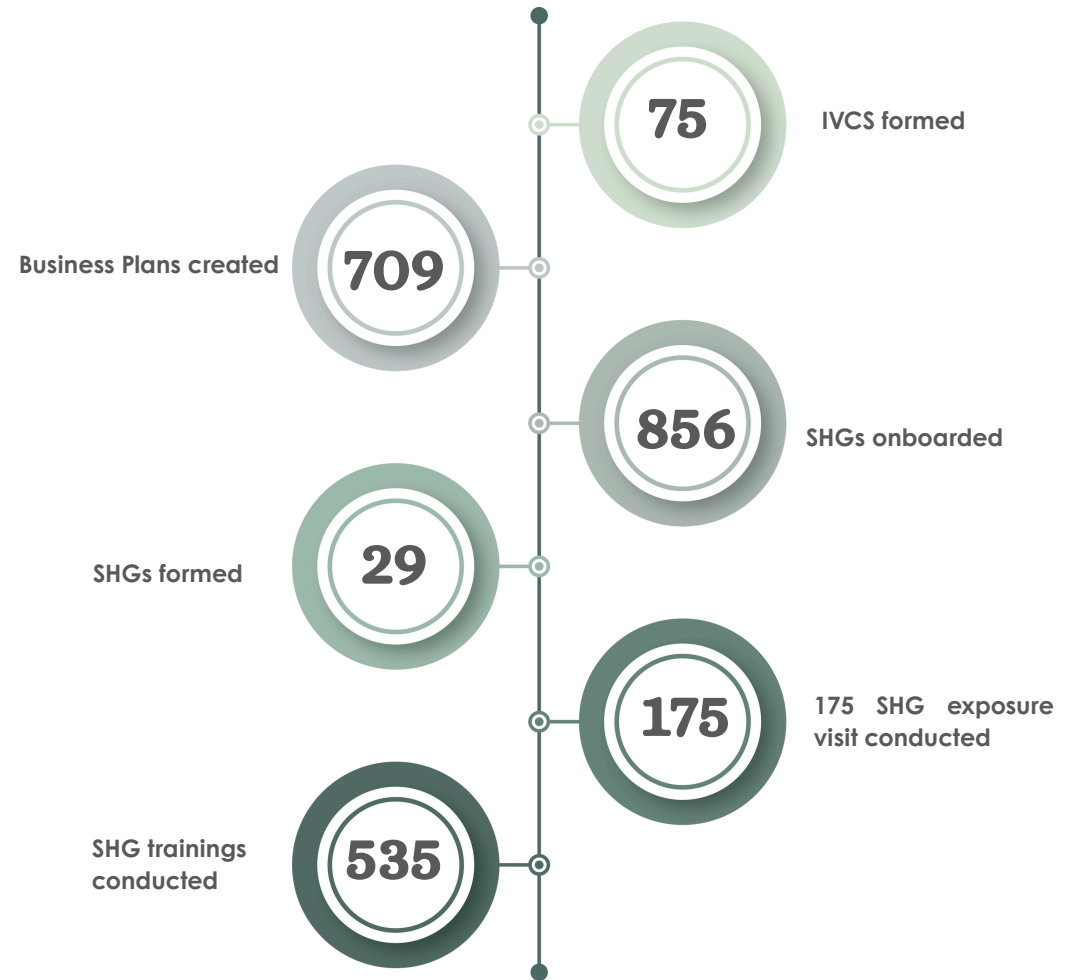 75
IVCS formed
Business Plans created
709
856
SHGs onboarded
SHGs formed
29
175
175 SHG exposure
visit conducted
SHG trainings
conducted
535